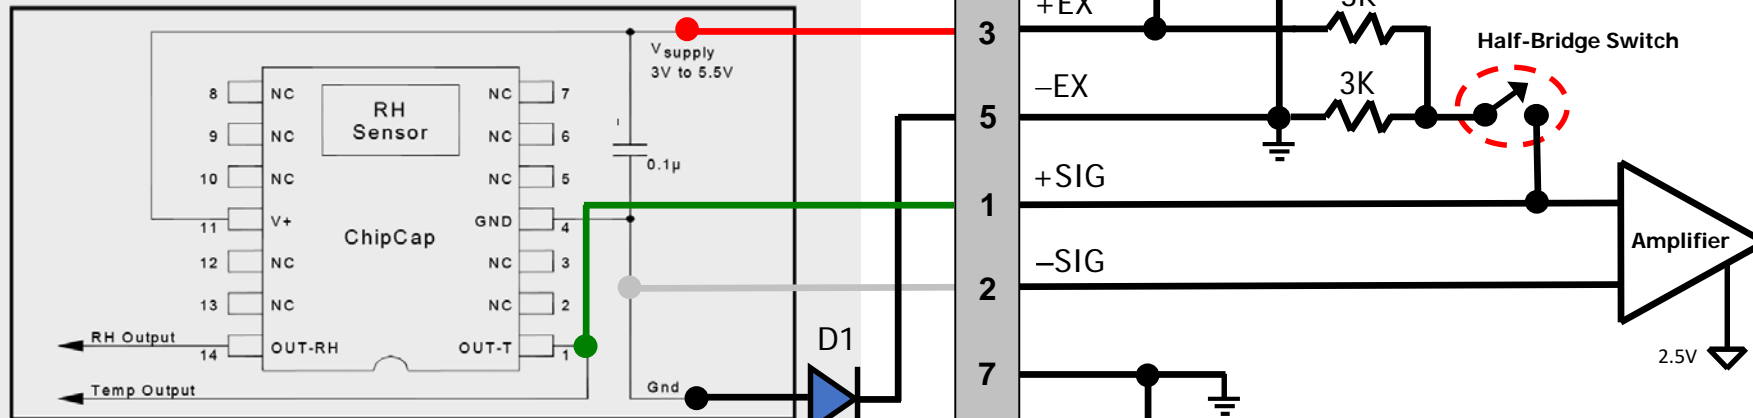 +EX
3K
3
Half-Bridge Switch
Vsupply
3V to 5.5V
–EX
3K
8 NC
NC 7
RH
Sensor
5
9 NC
NC 6
0.1µ
10 NC
NC 5
+SIG
1
11 V+
GND 4
ChipCap
Amplifier
12 NC
NC 3
–SIG
2
13 NC
NC 2
RH Output
14 OUT-RH
OUT-T 1
D1
2.5V
Temp Output
Gnd
7